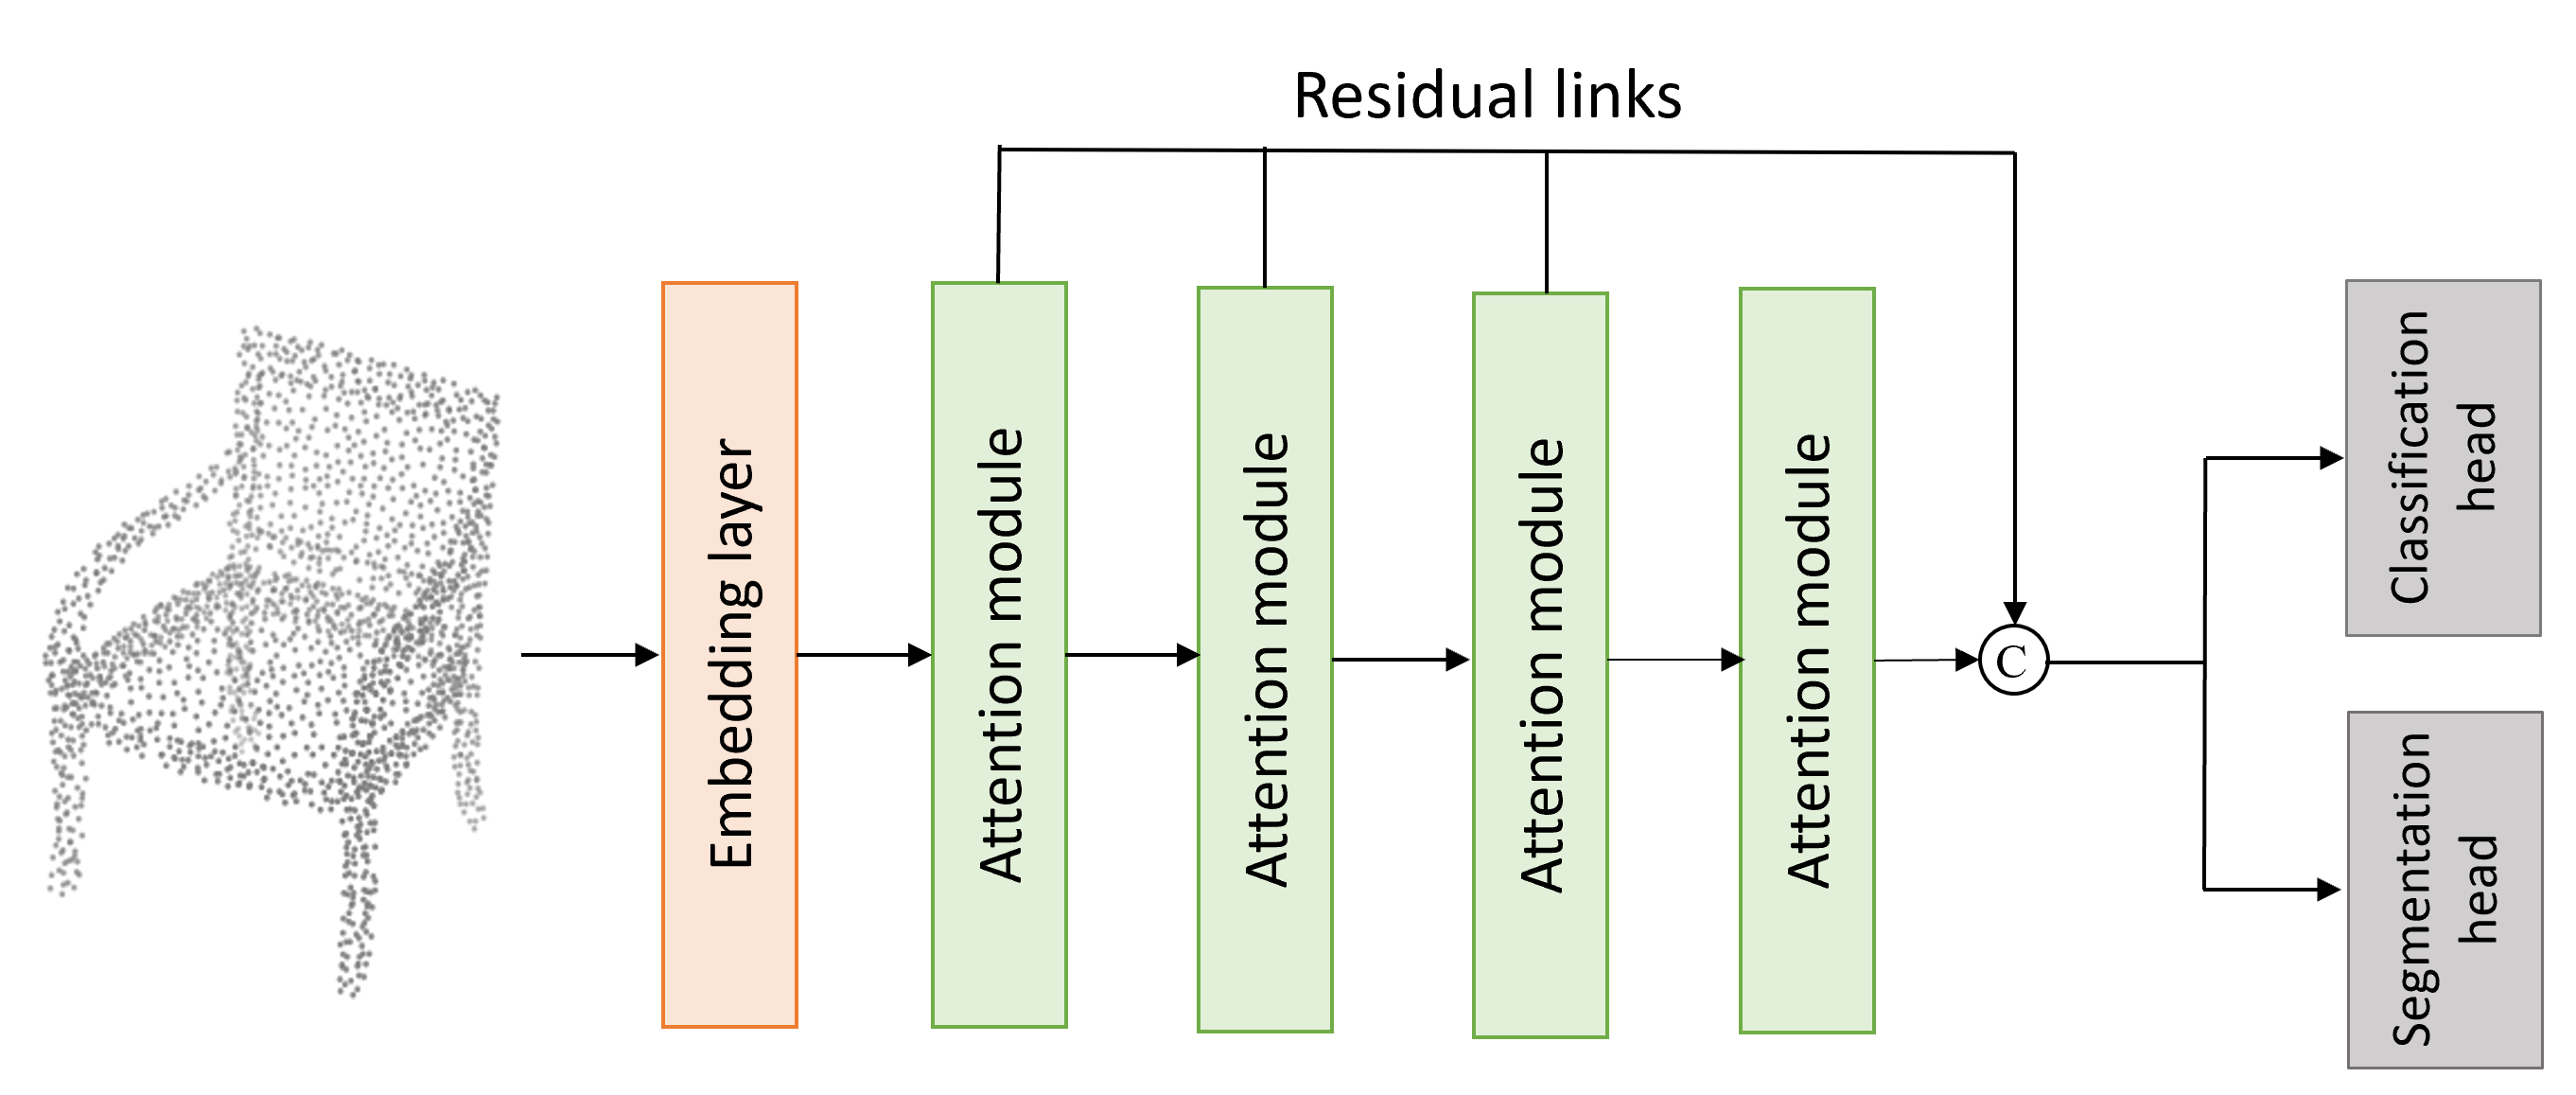 Residual links
Embedding layer
Attention module
Attention module
Attention module
Attention module
C
Classification
head
Segmentation
head